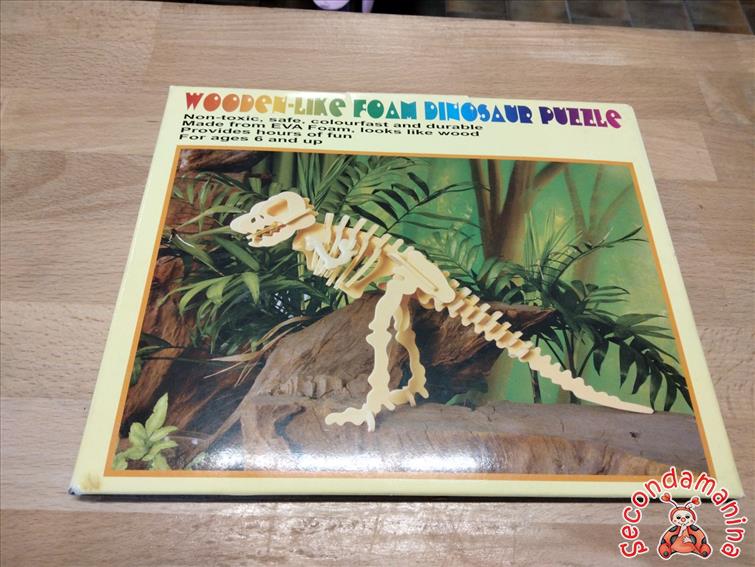 Wooden-Like Foam Dinosaur Puzzle
Non-toxic, safe, colourfast and durable
Made from EVA Foam, looks like wood
Provides hours of fun
For ages 6 and up
secondamanina